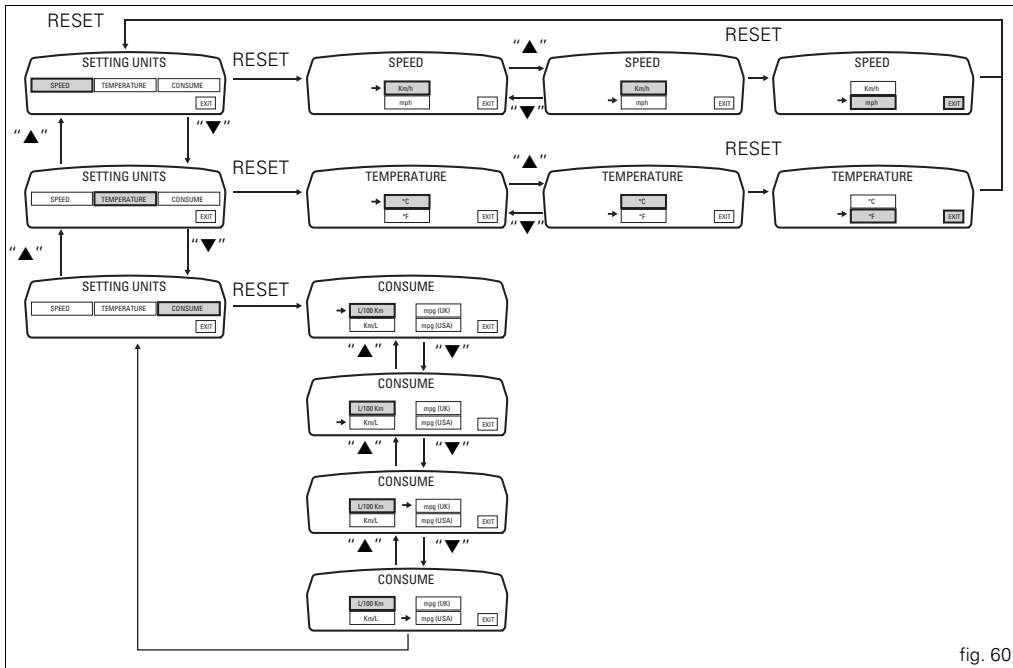 RESET
SETTING UNITS
SPEED TEMPERATURE CONSUME
EXIT
RESET
SPEED
Km/h
mph
EXIT
"▲"
"▼"
SPEED
Km/h
mph
EXIT
RESET
SPEED
Km/h
mph
EXIT
"▲"
"▼"
SETTING UNITS
SPEED TEMPERATURE CONSUME
EXIT
RESET
TEMPERATURE
°C
°F
EXIT
"▲"
"▼"
TEMPERATURE
°C
°F
EXIT
RESET
TEMPERATURE
°C
°F
EXIT
"▲"
"▼"
SETTING UNITS
SPEED TEMPERATURE CONSUME
EXIT
RESET
CONSUME
L/100 Km mpg (UK)
Km/L mpg (USA) EXIT
"▲" "▼"
CONSUME
L/100 Km mpg (UK)
Km/L mpg (USA) EXIT
"▲" "▼"
CONSUME
L/100 Km mpg (UK)
Km/L mpg (USA) EXIT
"▲" "▼"
CONSUME
L/100 Km mpg (UK)
Km/L mpg (USA) EXIT
fig. 60